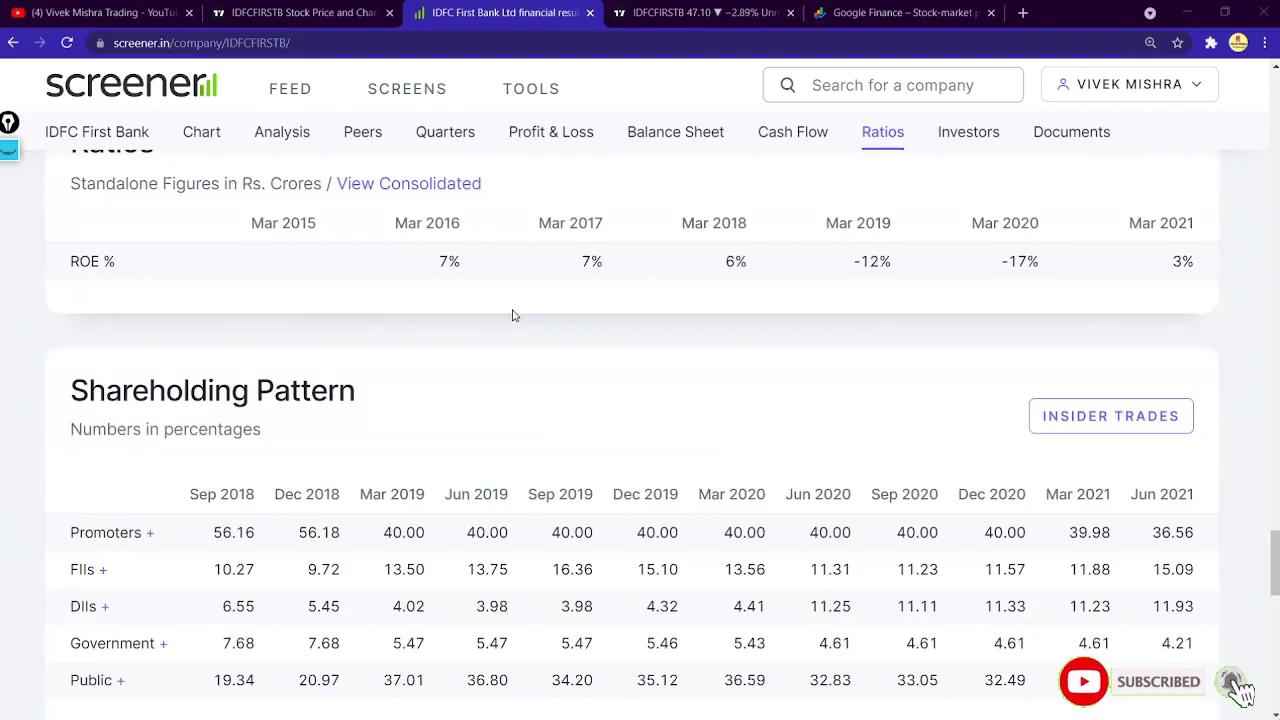 Vivek Mishra Trading - YouTu
IDFCFIRSTB Stock Price and Char
IDFC First Bank Ltd financial resul
IDFCFIRSTB 47.10 ▼ −2.89% Unn
Google Finance – Stock-market p
screener.in/company/IDFCFIRSTB/
screener
FEED
SCREENS
TOOLS
Search for a company
VIVEK MISHRA
IDFC First Bank
Chart
Analysis
Peers
Quarters
Profit & Loss
Balance Sheet
Cash Flow
Ratios
Investors
Documents
Ratios
Standalone Figures in Rs. Crores / View Consolidated
Mar 2015 Mar 2016 Mar 2017 Mar 2018 Mar 2019 Mar 2020 Mar 2021
ROE % 7% 7% 6% -12% -17% 3%
Shareholding Pattern
Numbers in percentages
INSIDER TRADES
Sep 2018 Dec 2018 Mar 2019 Jun 2019 Sep 2019 Dec 2019 Mar 2020 Jun 2020 Sep 2020 Dec 2020 Mar 2021 Jun 2021
Promoters + 56.16 56.18 40.00 40.00 40.00 40.00 40.00 40.00 40.00 40.00 39.98 36.56
FIIs + 10.27 9.72 13.50 13.75 16.36 15.10 13.56 11.31 11.23 11.57 11.88 15.09
DIIs + 6.55 5.45 4.02 3.98 3.98 4.32 4.41 11.25 11.11 11.33 11.23 11.93
Government + 7.68 7.68 5.47 5.47 5.47 5.46 5.43 4.61 4.61 4.61 4.61 4.21
Public + 19.34 20.97 37.01 36.80 34.20 35.12 36.59 32.83 33.05 32.49
SUBSCRIBED